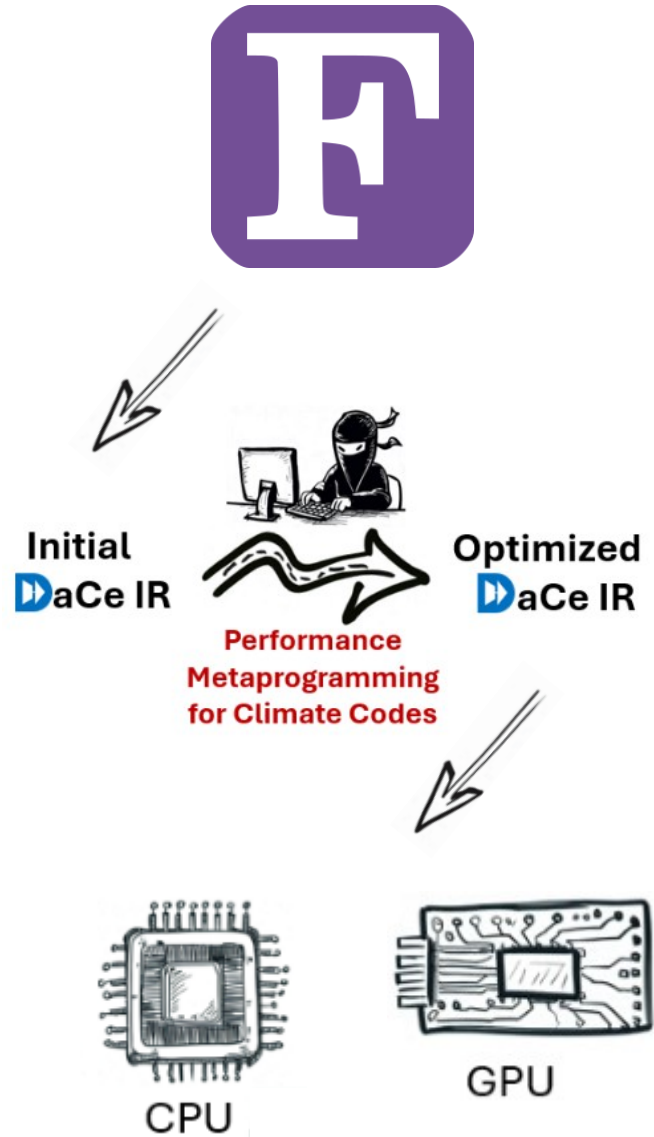 F
Initial
DaCe IR
Optimized
DaCe IR
Performance
Metaprogramming
for Climate Codes
CPU
GPU